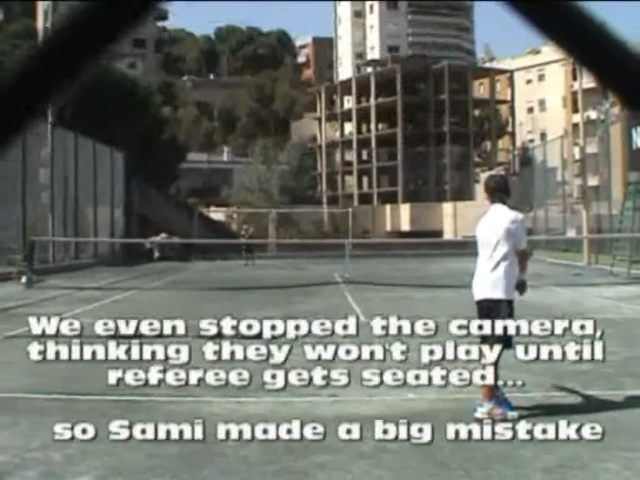 We even stopped the camera,
thinking they won't play until
referee gets seated...
so Sami made a big mistake